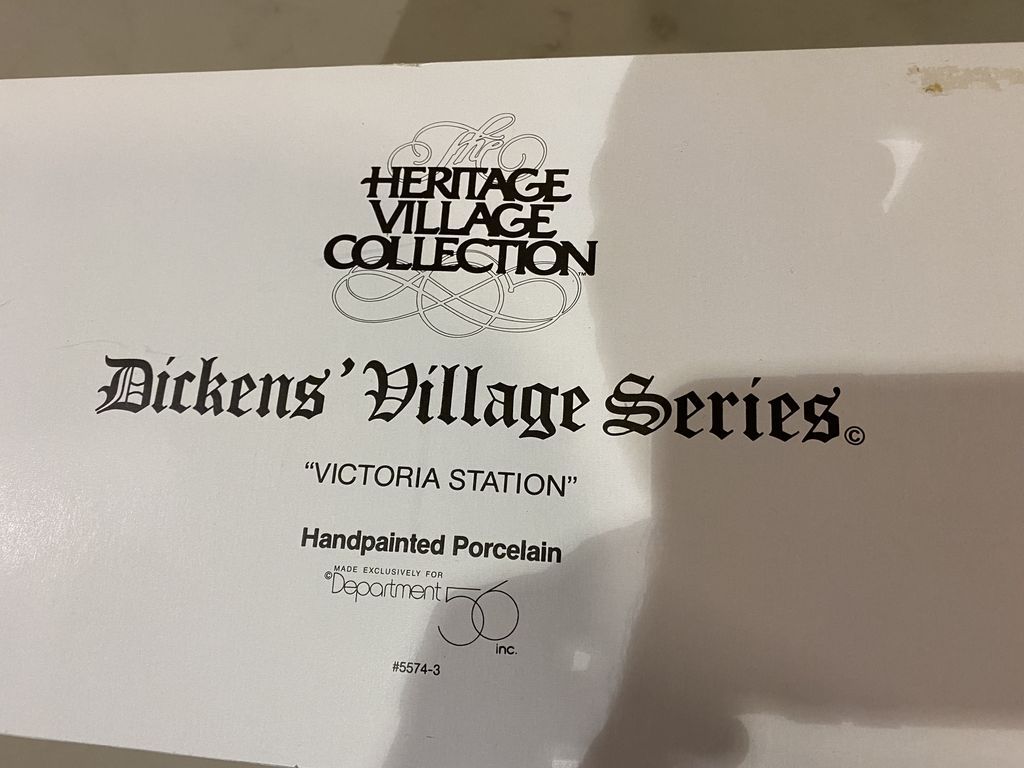 the
HERITAGE
VILLAGE
COLLECTION™
Dickens' Village Series©
"VICTORIA STATION"
Handpainted Porcelain
MADE EXCLUSIVELY FOR
©Department 56
inc.
#5574-3